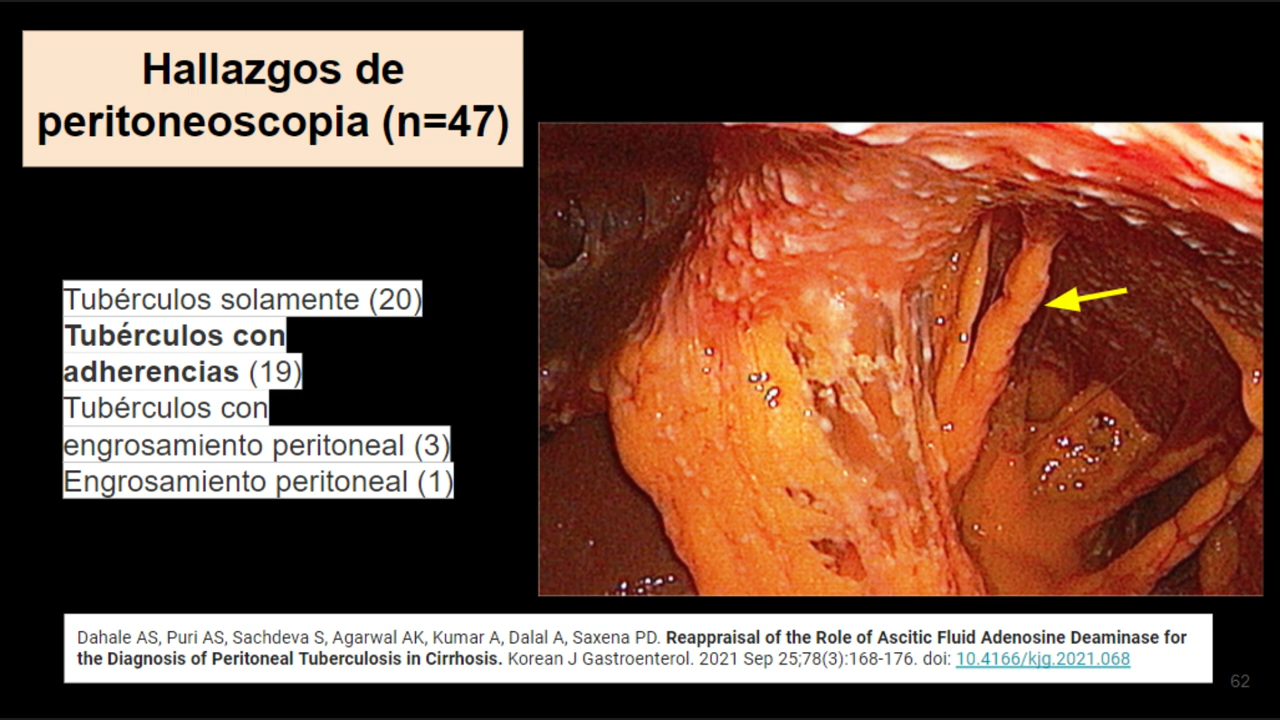 Hallazgos de
peritoneoscopia (n=47)
Tubérculos solamente (20)
Tubérculos con
adherencias (19)
Tubérculos con
engrosamiento peritoneal (3)
Engrosamiento peritoneal (1)
Dahale AS, Puri AS, Sachdeva S, Agarwal AK, Kumar A, Dalal A, Saxena PD. Reappraisal of the Role of Ascitic Fluid Adenosine Deaminase for
the Diagnosis of Peritoneal Tuberculosis in Cirrhosis. Korean J Gastroenterol. 2021 Sep 25;78(3):168-176. doi: 10.4166/kjg.2021.068
62